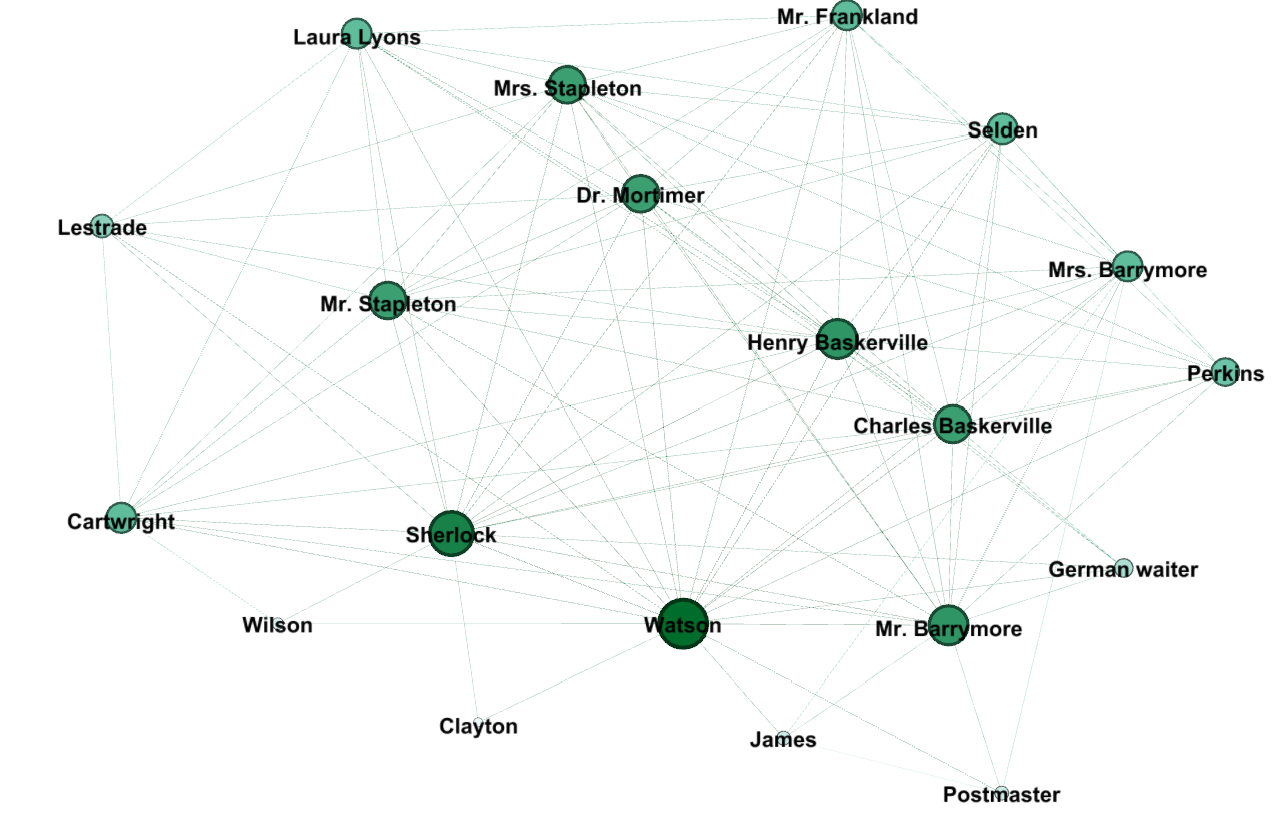 Mr. Frankland
Laura Lyons
Mrs. Stapleton
Selden
Dr. Mortimer
Lestrade
Mrs. Barrymore
Mr. Stapleton
Henry Baskerville
Perkins
Charles Baskerville
Cartwright
Sherlock
German waiter
Wilson
Watson
Mr. Barrymore
Clayton
James
Postmaster